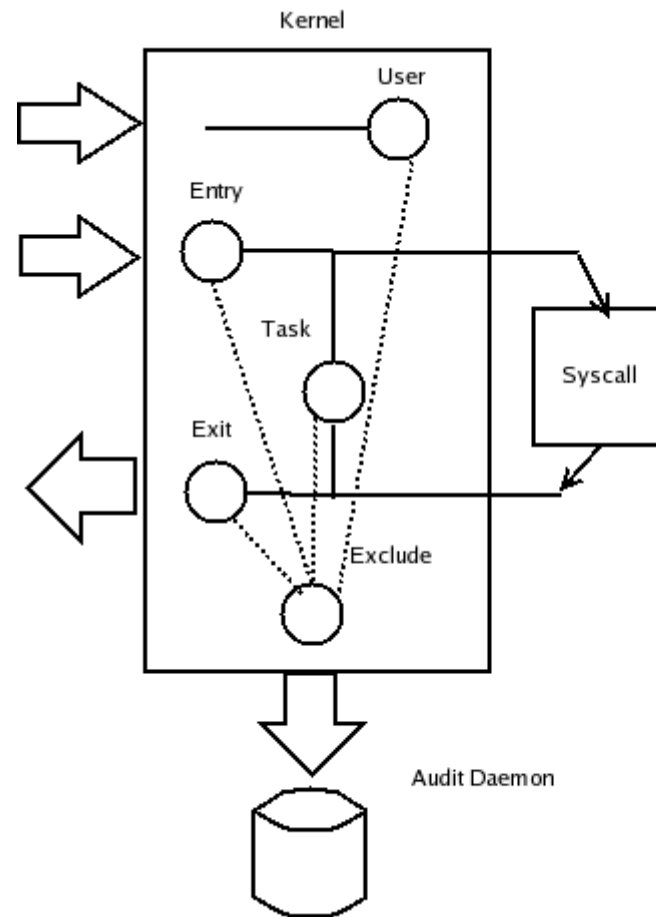 Kernel
User
Entry
Task
Syscall
Exit
Exclude
Audit Daemon